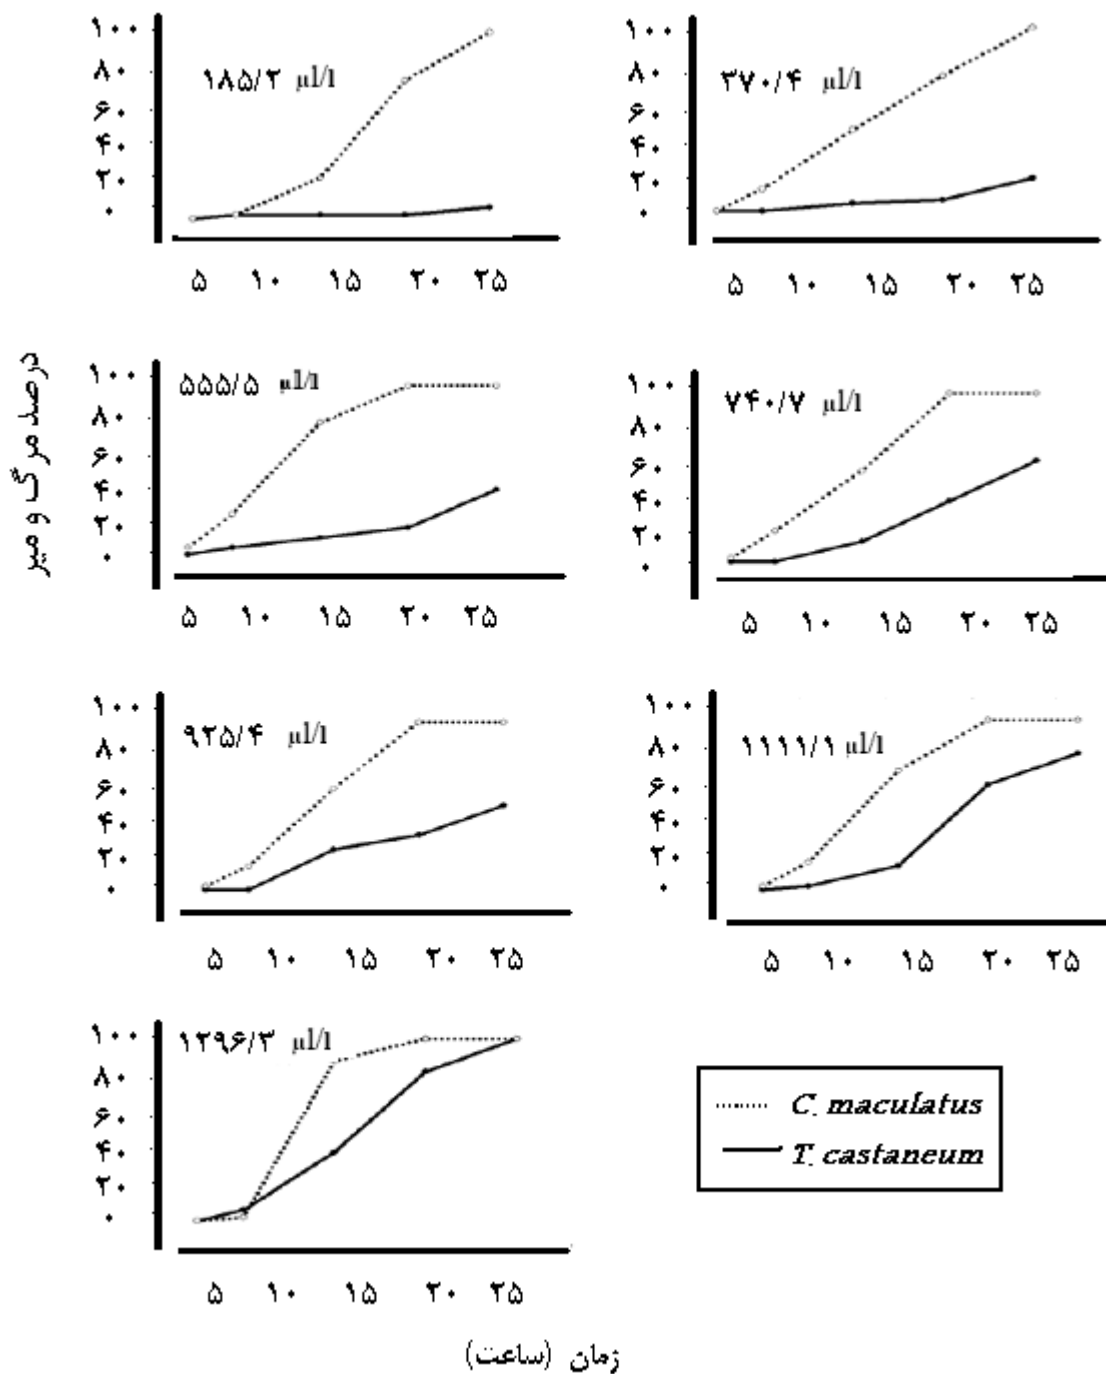 درصد مرگ و میر
۱۰۰
۸۰
۶۰
۴۰
۲۰
۰
۱۸۵/۲ µl/l
۵ ۱۰ ۱۵ ۲۰ ۲۵
۱۰۰
۸۰
۶۰
۴۰
۲۰
۰
۳۷۰/۴ µl/l
۵ ۱۰ ۱۵ ۲۰ ۲۵
۱۰۰
۸۰
۶۰
۴۰
۲۰
۰
۵۵۵/۵ µl/l
۵ ۱۰ ۱۵ ۲۰ ۲۵
۱۰۰
۸۰
۶۰
۴۰
۲۰
۰
۷۴۰/۷ µl/l
۵ ۱۰ ۱۵ ۲۰ ۲۵
۱۰۰
۸۰
۶۰
۴۰
۲۰
۰
۹۲۵/۴ µl/l
۵ ۱۰ ۱۵ ۲۰ ۲۵
۱۰۰
۸۰
۶۰
۴۰
۲۰
۰
۱۱۱۱/۱ µl/l
۵ ۱۰ ۱۵ ۲۰ ۲۵
۱۰۰
۸۰
۶۰
۴۰
۲۰
۰
۱۲۹۶/۳ µl/l
۵ ۱۰ ۱۵ ۲۰ ۲۵
C. maculatus
T. castaneum
زمان (ساعت)